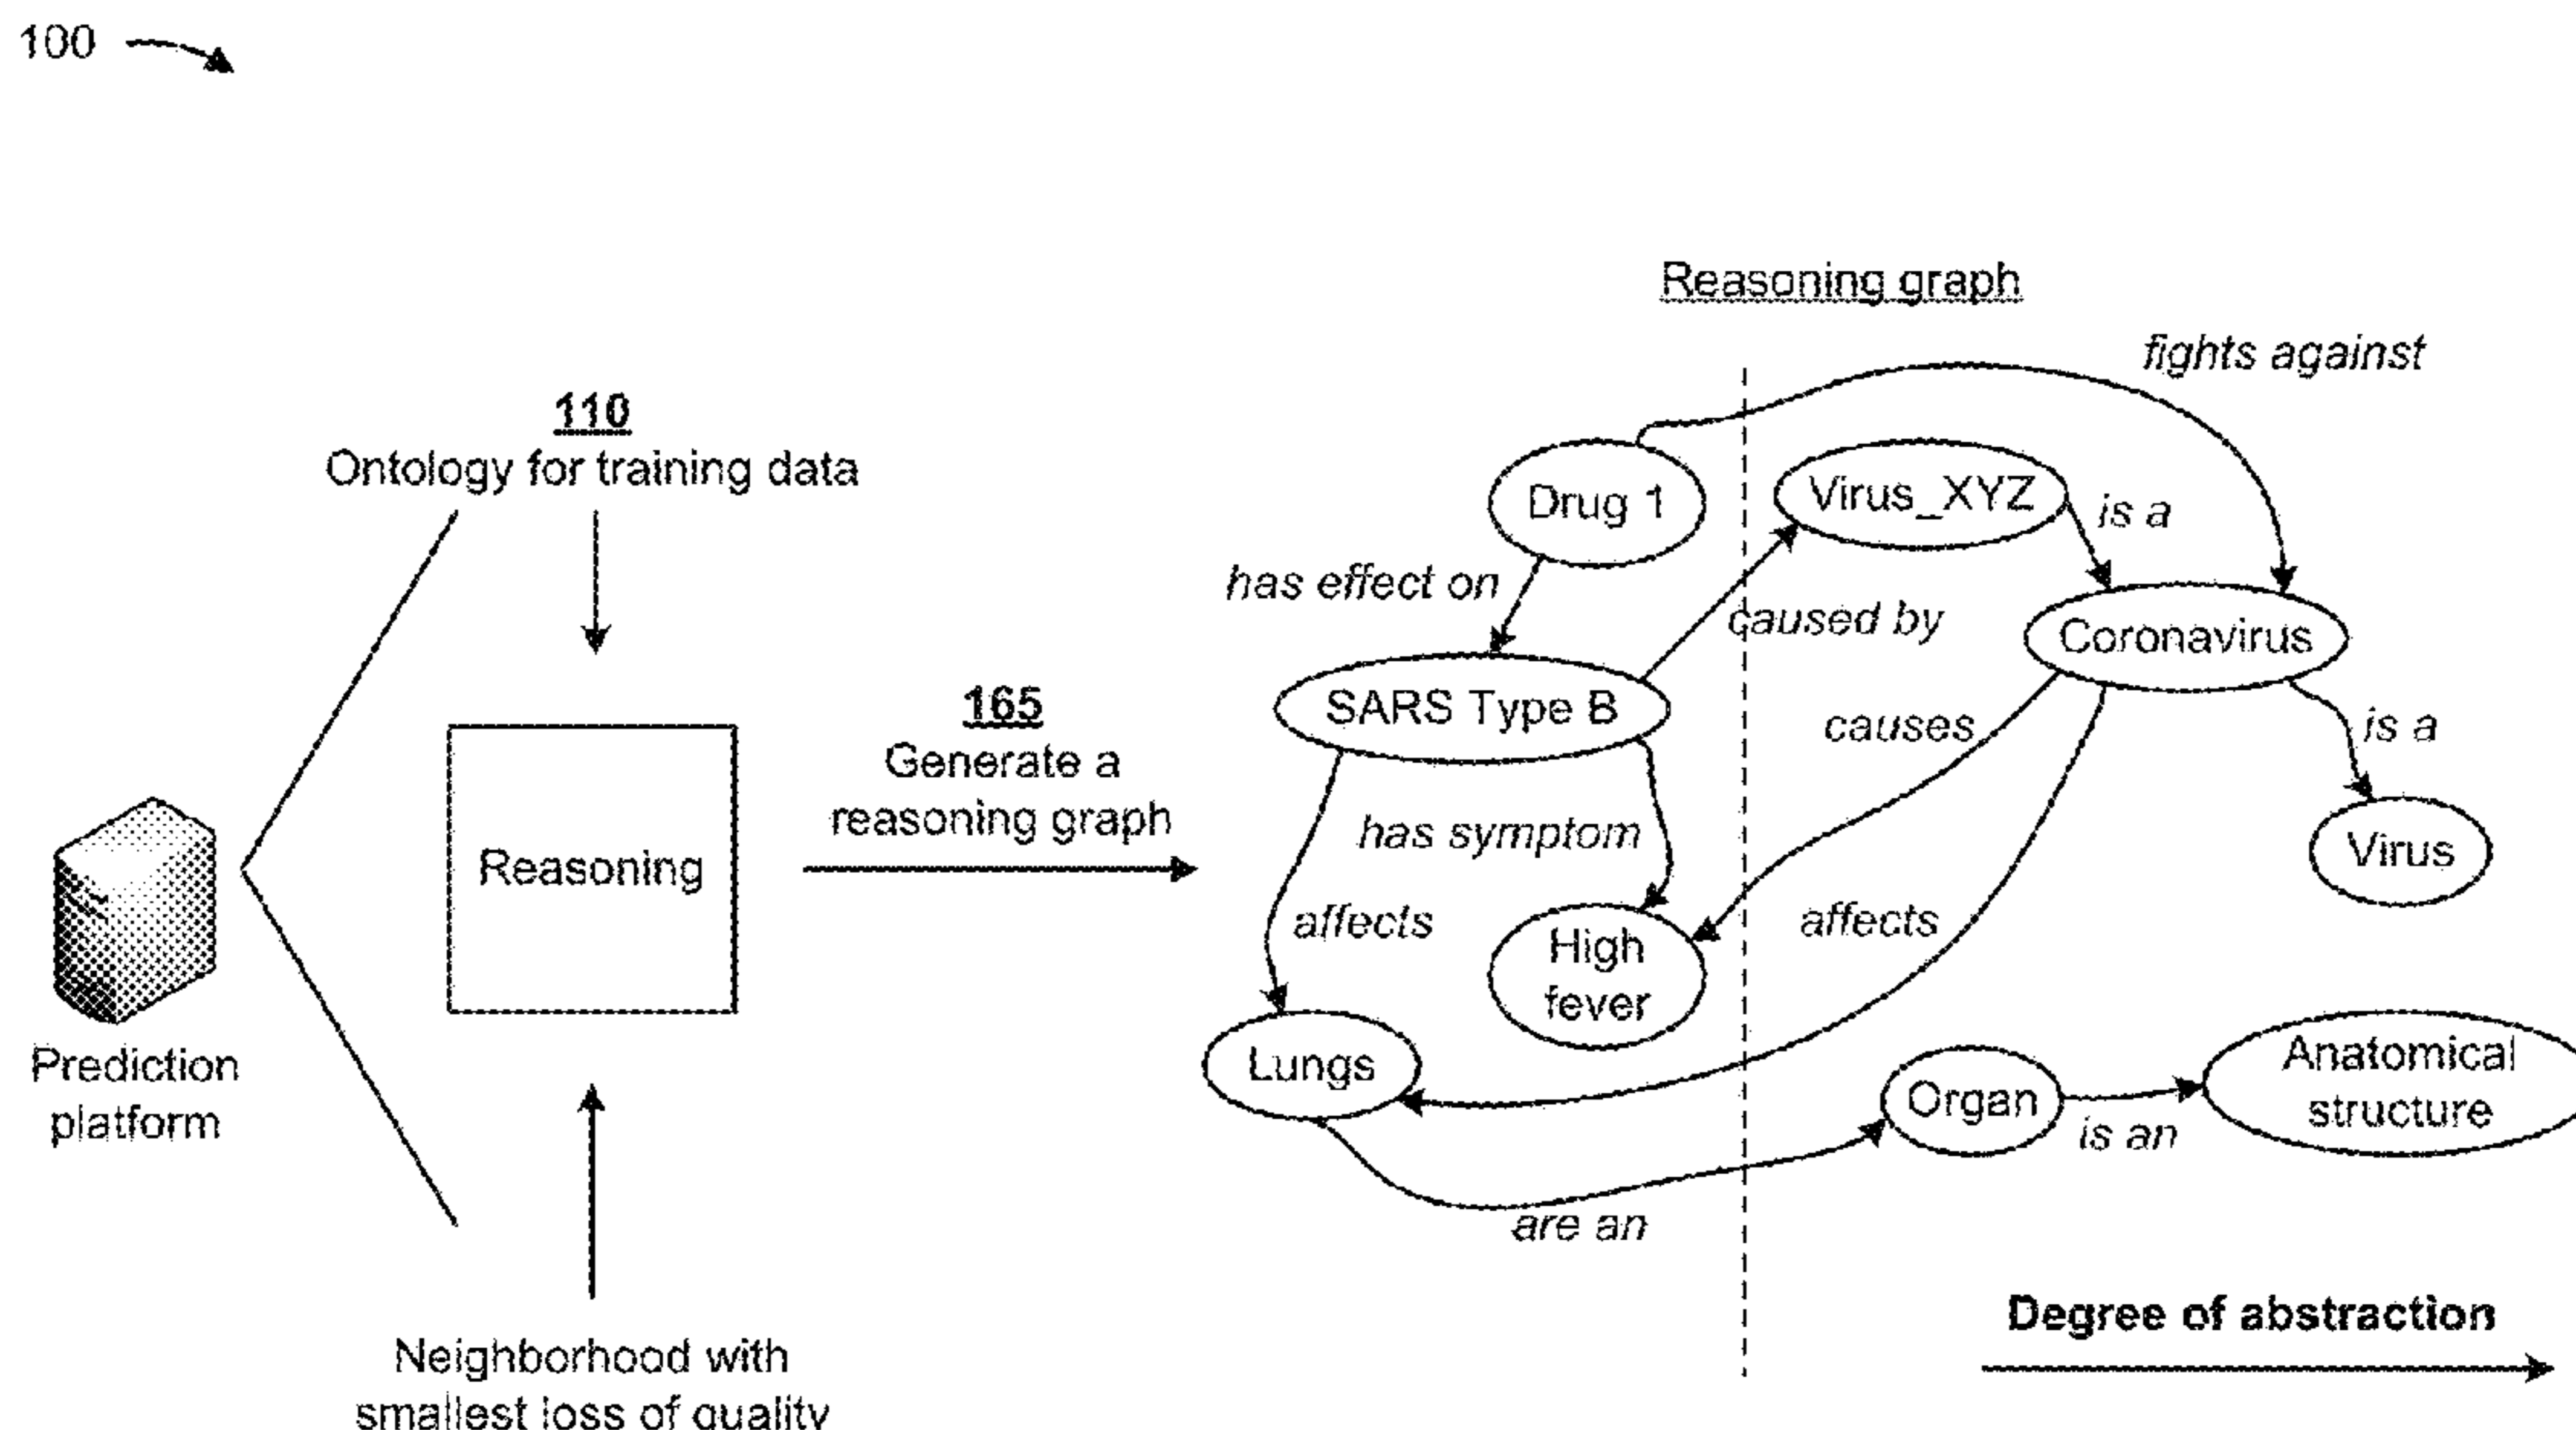 100
Reasoning graph
fights against
110
Ontology for training data
Drug 1
Virus_XYZ
is a
has effect on
caused by
Coronavirus
165
Generate a
reasoning graph
SARS Type B
causes
is a
Reasoning
has symptom
Virus
affects
affects
High
fever
Prediction
platform
Lungs
Organ
is an
Anatomical
structure
are an
Degree of abstraction
Neighborhood with
smallest loss of quality